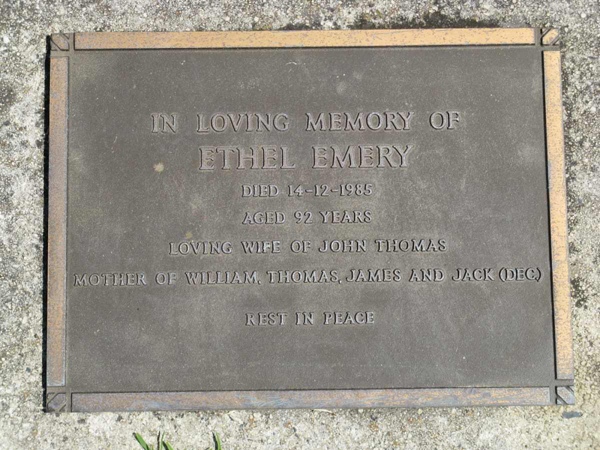 IN LOVING MEMORY OF
ETHEL EMERY
DIED 14-12-1985
AGED 92 YEARS
LOVING WIFE OF JOHN THOMAS
MOTHER OF WILLIAM, THOMAS, JAMES AND JACK (DEC)
REST IN PEACE